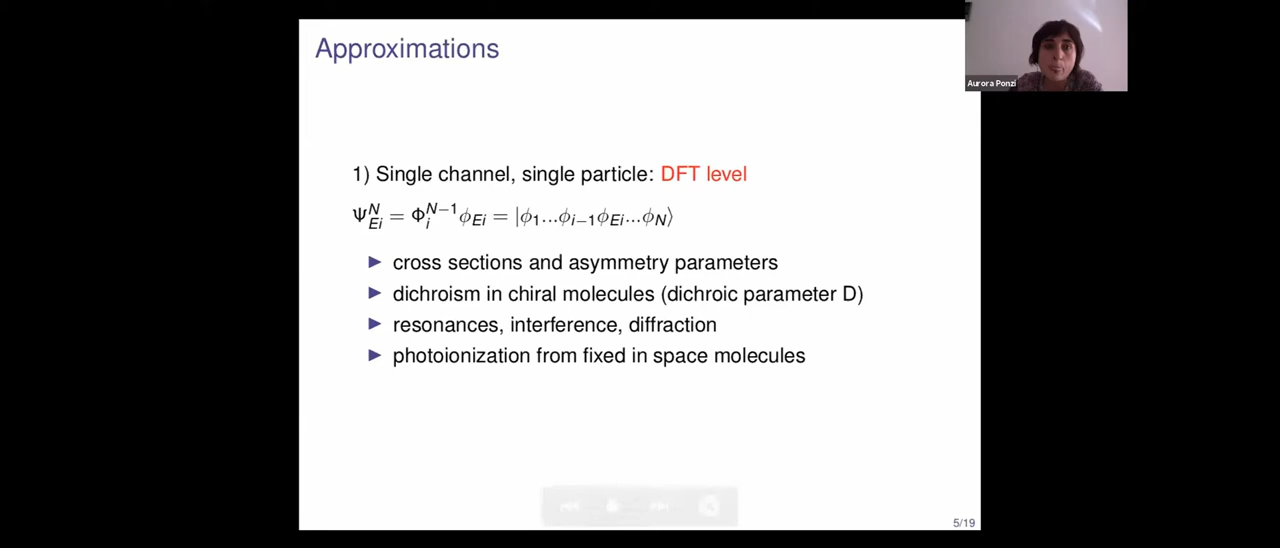 Approximations
Aurora Ponzi
1) Single channel, single particle: DFT level
Ψ^N_{Ei} = Φ_i^{N−1} ϕ_{Ei} = |ϕ_1...ϕ_{i−1}ϕ_{Ei}...ϕ_N⟩
▶ cross sections and asymmetry parameters
▶ dichroism in chiral molecules (dichroic parameter D)
▶ resonances, interference, diffraction
▶ photoionization from fixed in space molecules
5/19